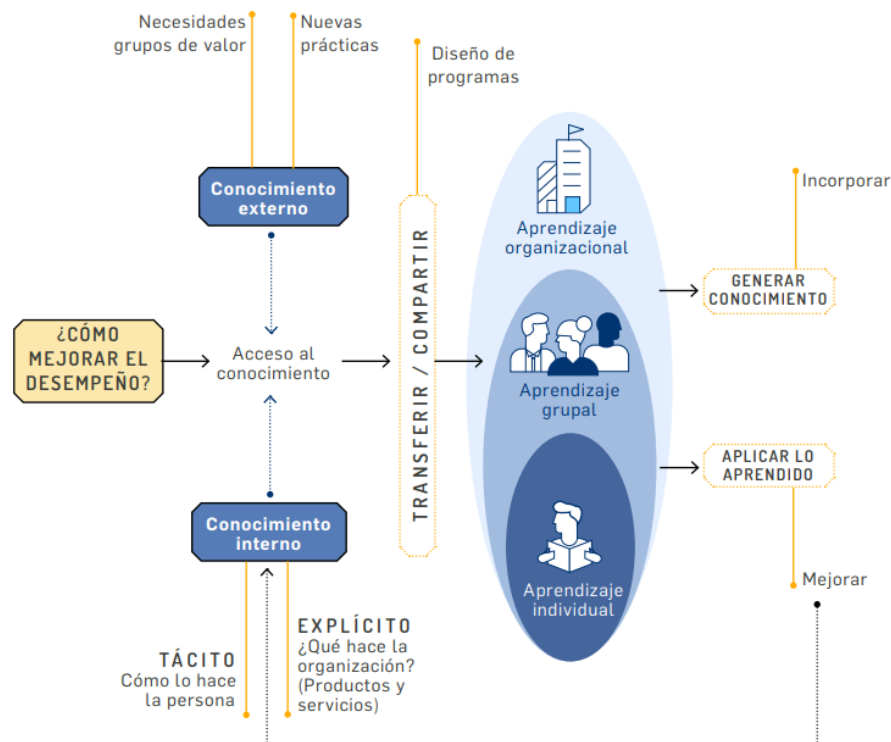 Necesidades
grupos de valor
Nuevas
prácticas
Diseño de
programas
Conocimiento
externo
¿CÓMO
MEJORAR EL
DESEMPEÑO?
Acceso al
conocimiento
TRANSFERIR / COMPARTIR
Aprendizaje
organizacional
Aprendizaje
grupal
Aprendizaje
individual
Incorporar
GENERAR
CONOCIMIENTO
APLICAR LO
APRENDIDO
Mejorar
Conocimiento
interno
TÁCITO
Cómo lo hace
la persona
EXPLÍCITO
¿Qué hace la
organización?
(Productos y
servicios)